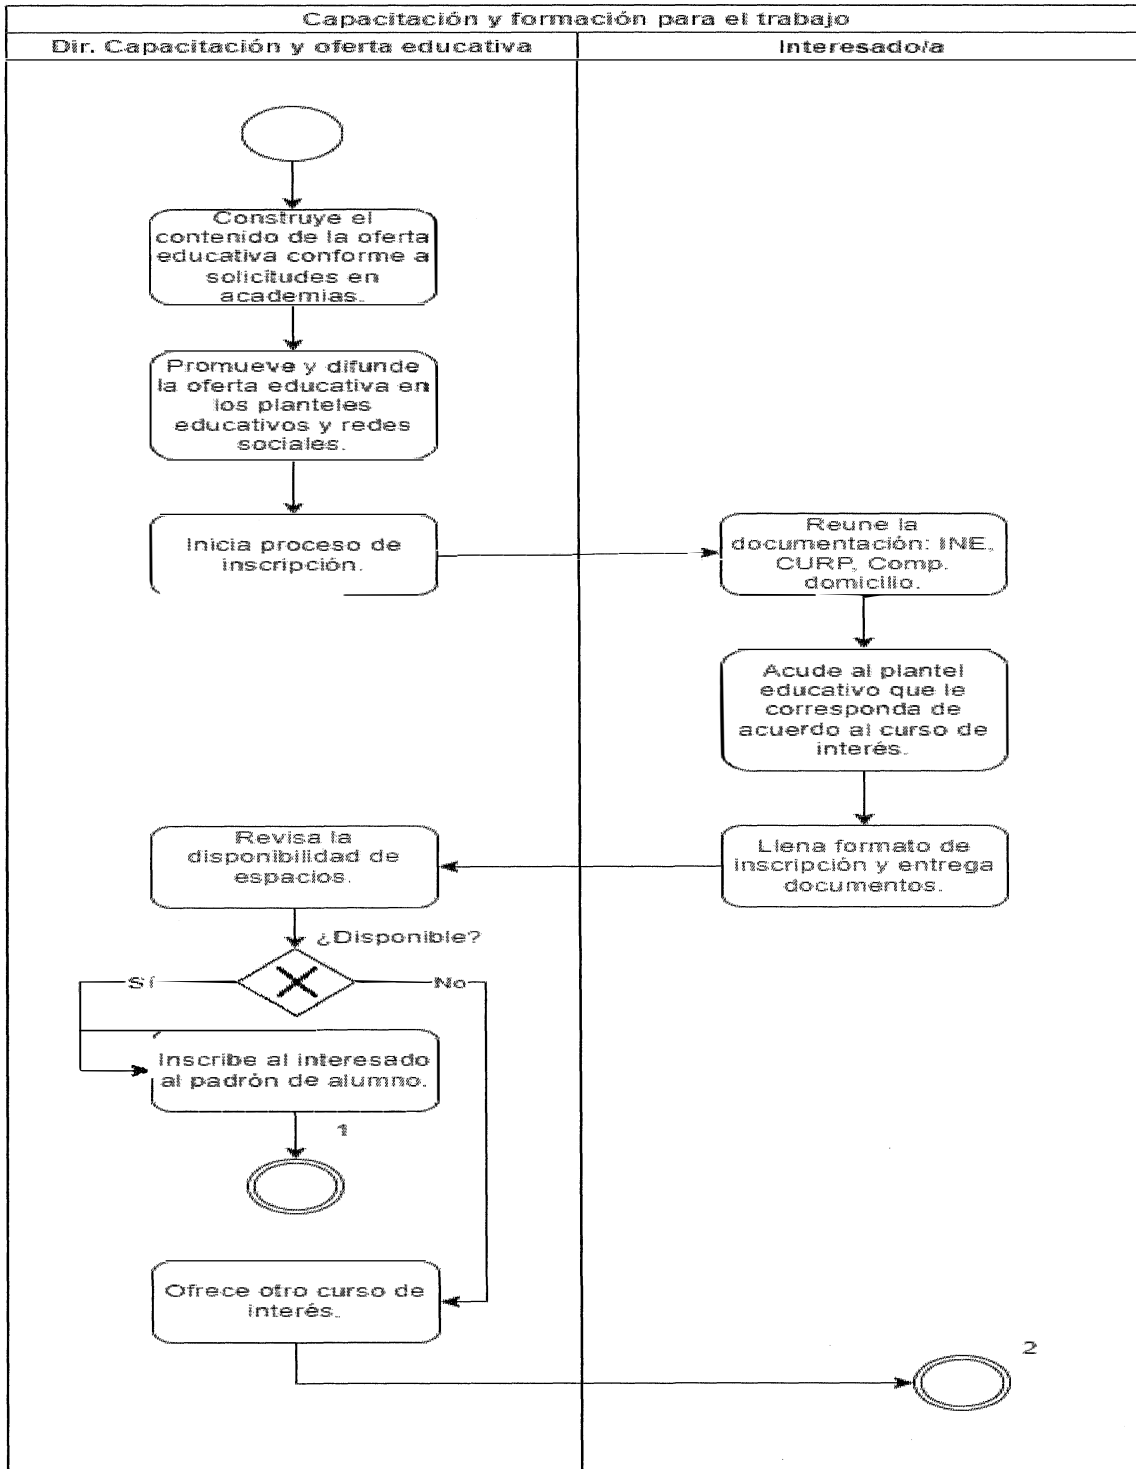 Capacitación y formación para el trabajo
Dir. Capacitación y oferta educativa
Interesado/a
Construye el
contenido de la oferta
educativa conforme a
solicitudes en
academias.
Promueve y difunde
la oferta educativa en
los planteles
educativos y redes
sociales.
Inicia proceso de
inscripción.
Reune la
documentación: INE,
CURP, Comp.
domicilio.
Acude al plantel
educativo que le
corresponda de
acuerdo al curso de
interés.
Llena formato de
inscripción y entrega
documentos.
Revisa la
disponibilidad de
espacios.
¿Disponible?
Sí
No
Inscribe al interesado
al padrón de alumno.
1
Ofrece otro curso de
interés.
2